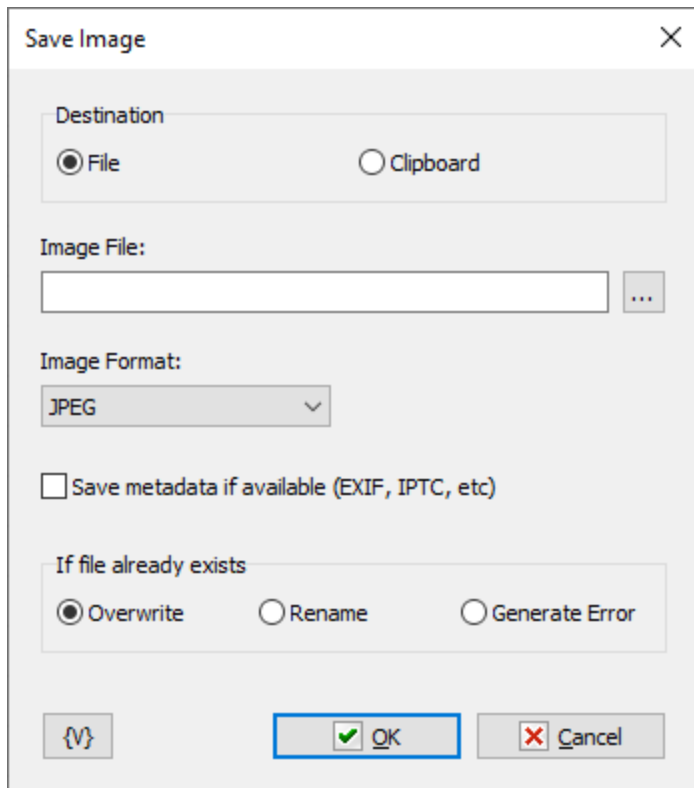 Save Image
Destination
File Clipboard
Image File:
...
Image Format:
JPEG
Save metadata if available (EXIF, IPTC, etc)
If file already exists
Overwrite Rename Generate Error
{V} OK Cancel